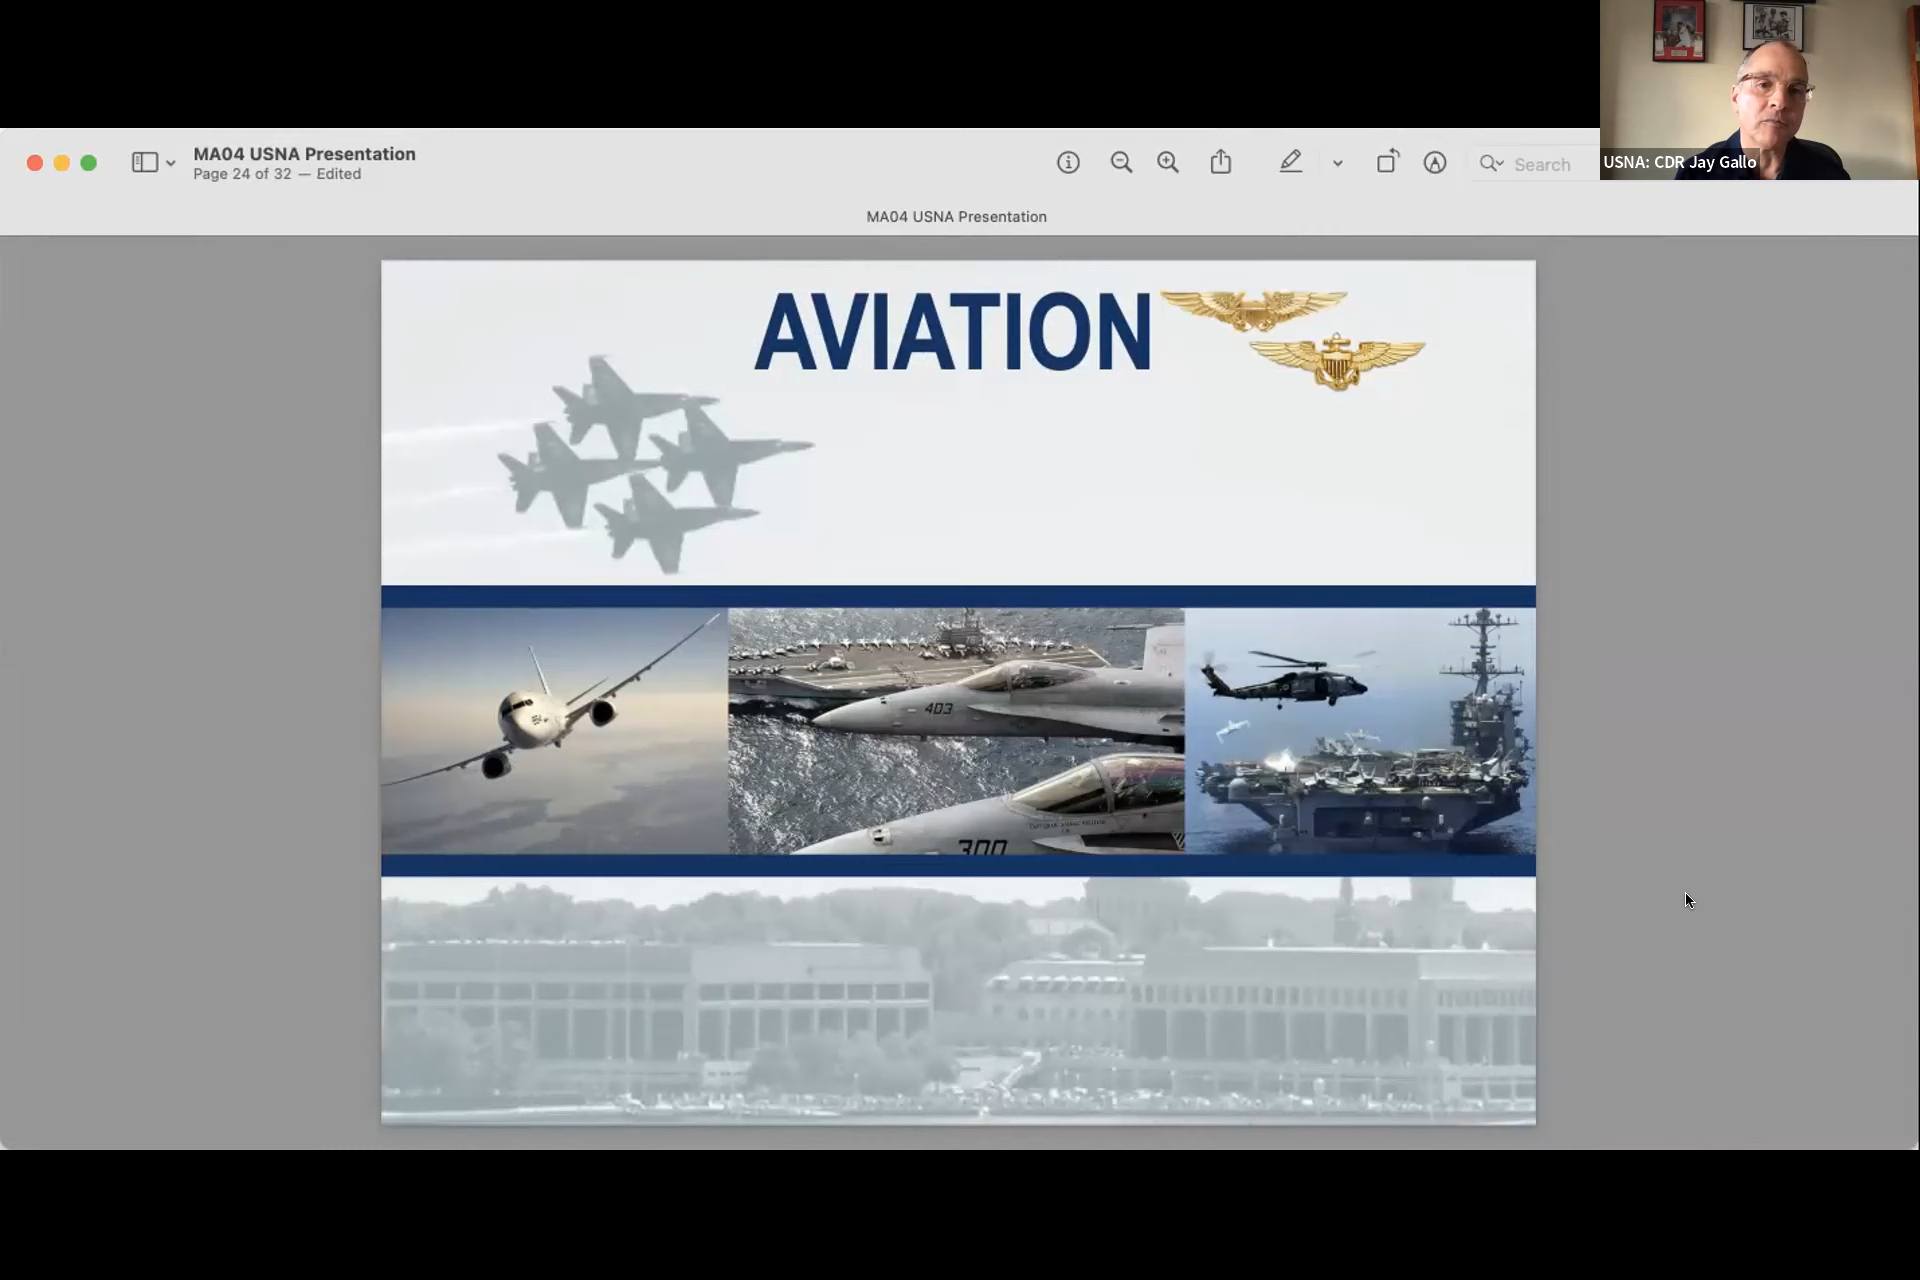 USNA: CDR Jay Gallo
MA04 USNA Presentation
Page 24 of 32 — Edited
Search
MA04 USNA Presentation
AVIATION
403
300